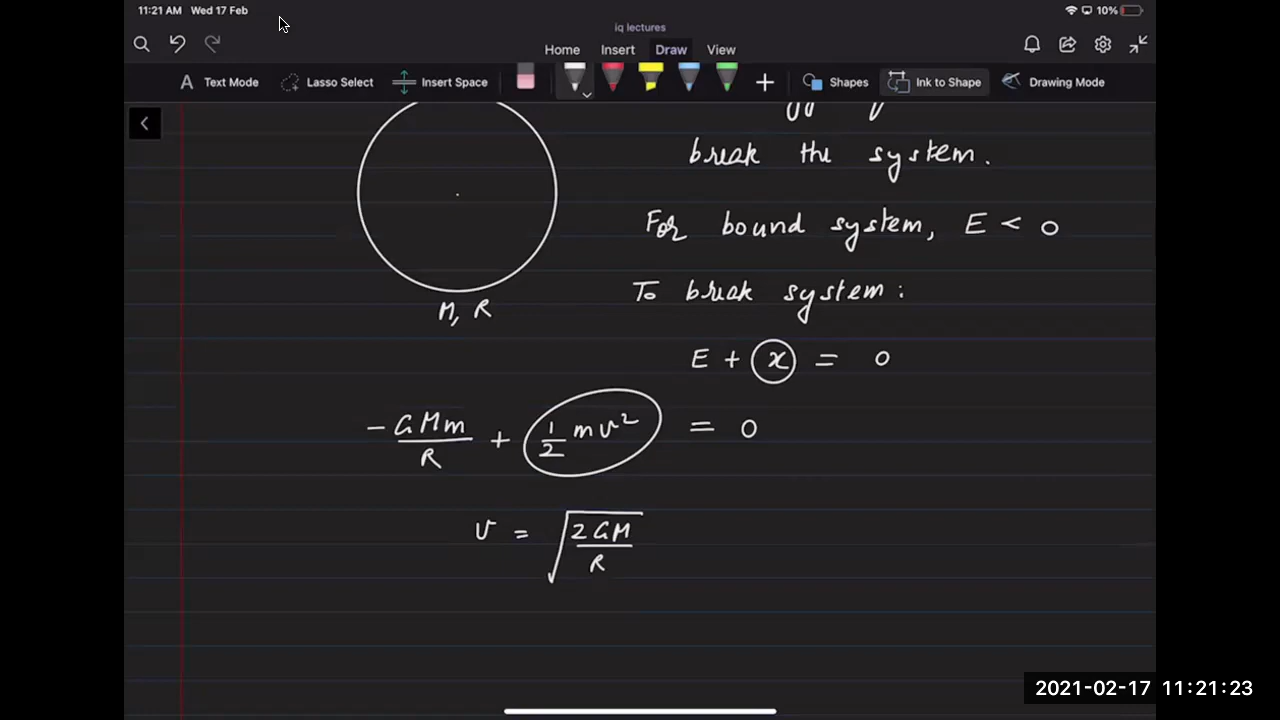 11:21 AM Wed 17 Feb
10%
iq lectures
Home Insert Draw View
Text Mode Lasso Select Insert Space Shapes Ink to Shape Drawing Mode
break the system.
For bound system, E < 0
M, R
To break system:
E + x = 0
-GMm/R + 1/2 mv² = 0
v = √(2GM/R)
2021-02-17 11:21:23